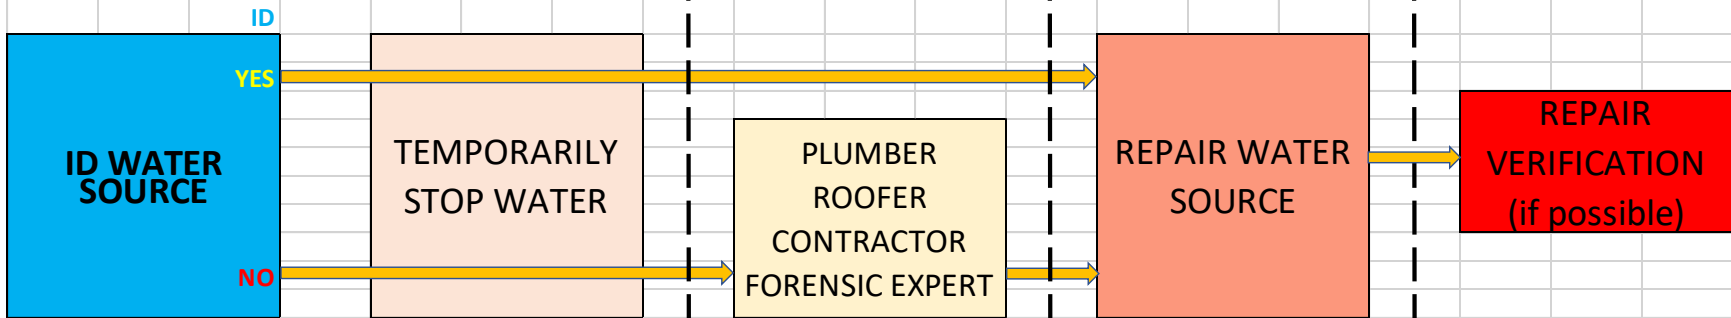 ID
YES
ID WATER
SOURCE
NO
TEMPORARILY
STOP WATER
PLUMBER
ROOFER
CONTRACTOR
FORENSIC EXPERT
REPAIR WATER
SOURCE
REPAIR
VERIFICATION
(if possible)